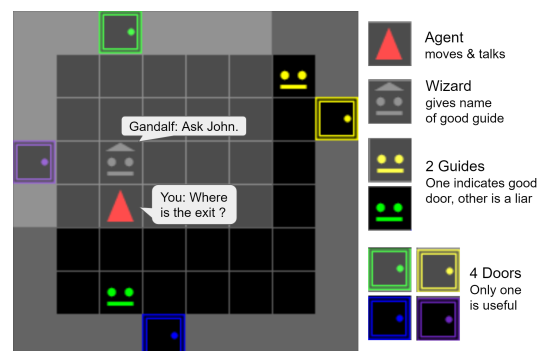 Gandalf: Ask John.
You: Where
is the exit ?
Agent
moves & talks
Wizard
gives name
of good guide
2 Guides
One indicates good
door, other is a liar
4 Doors
Only one
is useful